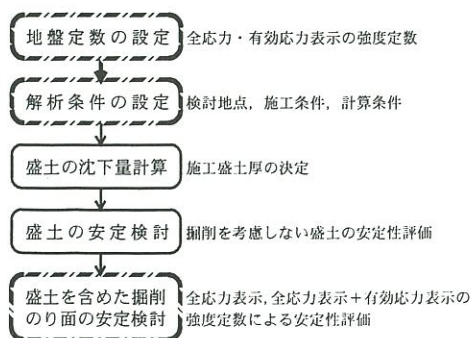 地盤定数の設定 全応力・有効応力表示の強度定数
解析条件の設定 検討地点，施工条件，計算条件
盛土の沈下量計算 施工盛土厚の決定
盛土の安定検討 掘削を考慮しない盛土の安定性評価
盛土を含めた掘削 全応力表示，全応力表示＋有効応力表示の
のり面の安定検討 強度定数による安定性評価